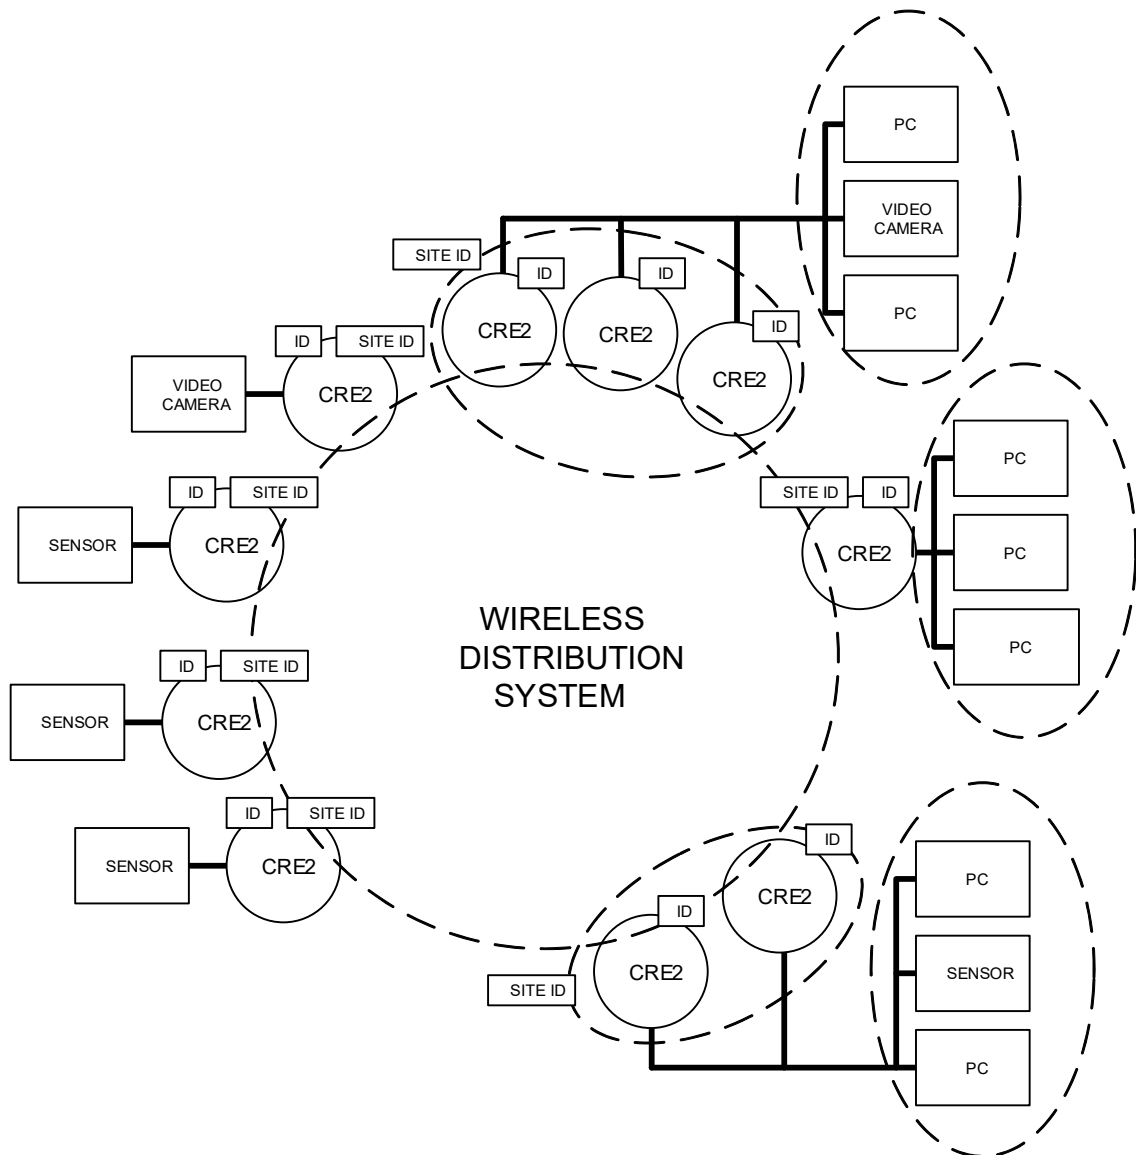 PC
VIDEO
CAMERA
PC
SITE ID
ID
CRE2
ID
CRE2
ID
CRE2
ID
SITE ID
VIDEO
CAMERA
CRE2
PC
PC
PC
SITE ID
ID
CRE2
ID
SITE ID
SENSOR
CRE2
WIRELESS
DISTRIBUTION
SYSTEM
ID
SITE ID
SENSOR
CRE2
ID
SITE ID
SENSOR
CRE2
ID
CRE2
ID
CRE2
SITE ID
PC
SENSOR
PC